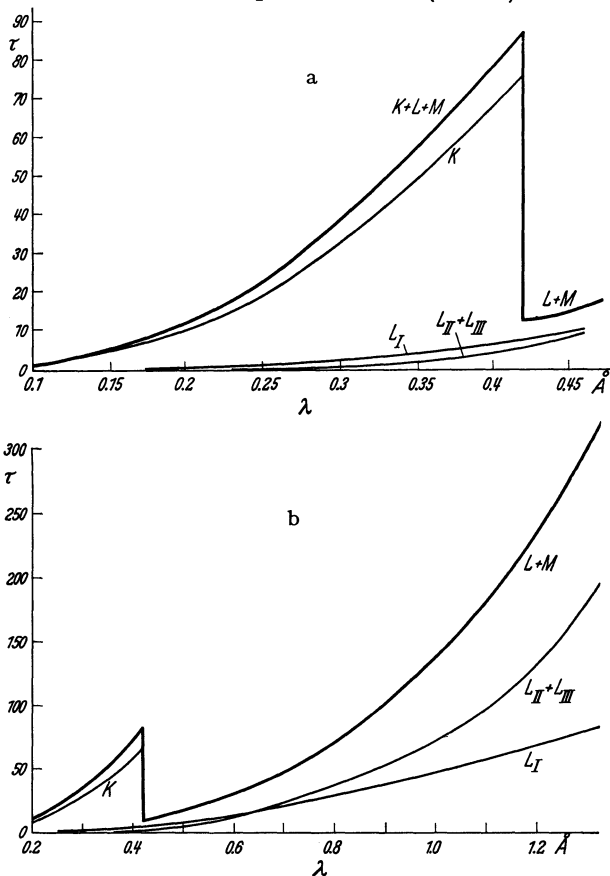 90
τ
80
a
70
K+L+M
60
K
50
40
30
20
L+M
10
L_I
L_II+L_III
0
0.1 0.15 0.2 0.25 0.3 0.35 0.4 0.45 Å
λ
300
τ
250
b
200
L+M
150
L_II+L_III
100
L_I
50
K
0
0.2 0.4 0.6 0.8 1.0 1.2 Å
λ